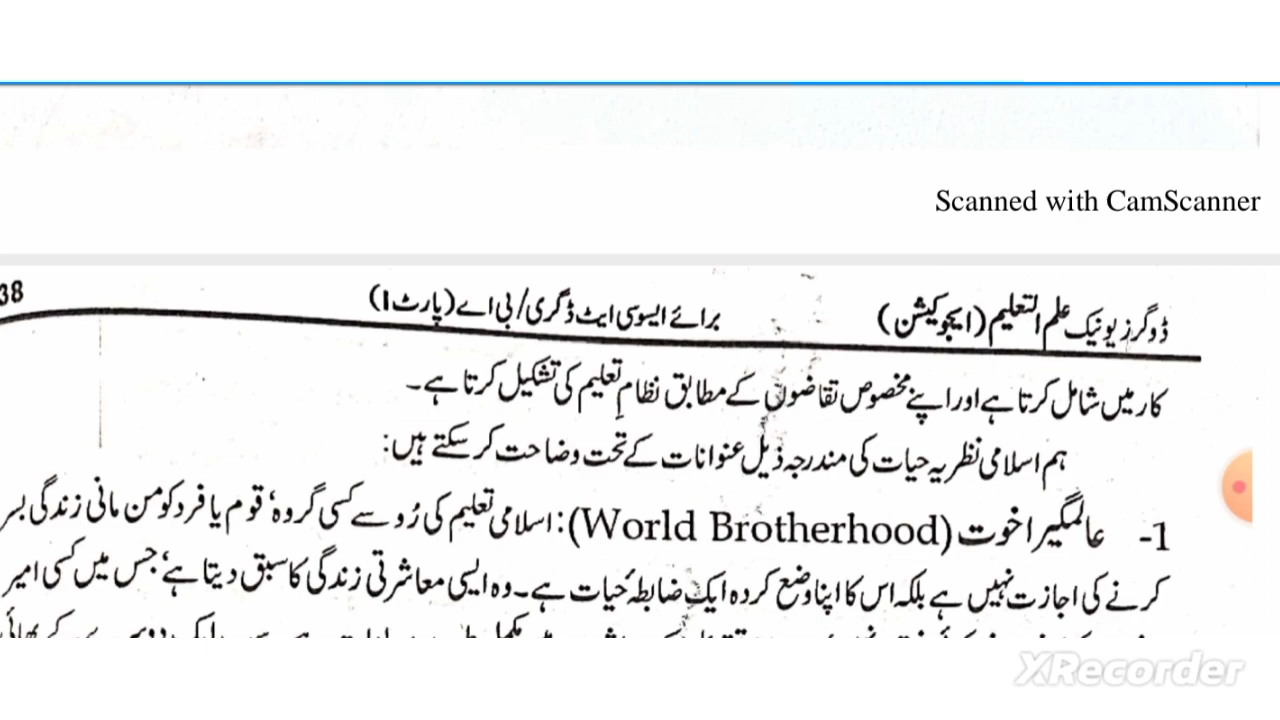 Scanned with CamScanner
ڈوگرز یونیک علم التعلیم (ایجوکیشن) برائے ایسوسی ایٹ ڈگری/بی اے (پارٹ I) 38
کار میں شامل کرتا ہے اور اپنے مخصوص تقاضوں کے مطابق نظامِ تعلیم کی تشکیل کرتا ہے۔
ہم اسلامی نظریہ حیات کی مندرجہ ذیل عنوانات کے تحت وضاحت کر سکتے ہیں:
1- عالمگیر اخوت (World Brotherhood): اسلامی تعلیم کی رُو سے کسی گروہ، قوم یا فرد کو من مانی زندگی بسر
کرنے کی اجازت نہیں ہے بلکہ اس کا اپنا وضع کردہ ایک ضابطۂ حیات ہے۔ وہ ایسی معاشرتی زندگی کا سبق دیتا ہے، جس میں کسی امیر
XRecorder